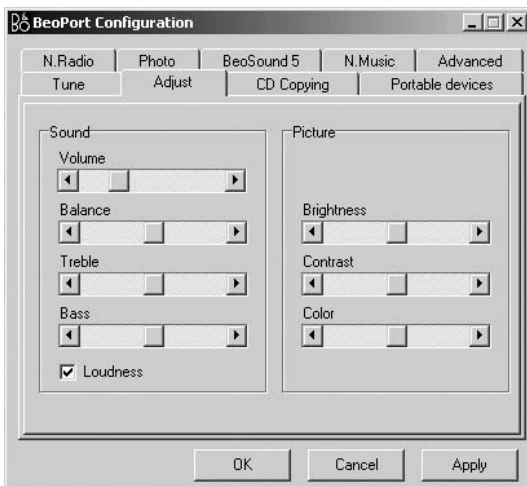 BeoPort Configuration
N.Radio Photo BeoSound 5 N.Music Advanced
Tune Adjust CD Copying Portable devices
Sound
Volume
Balance
Treble
Bass
Loudness
Picture
Brightness
Contrast
Color
OK Cancel Apply